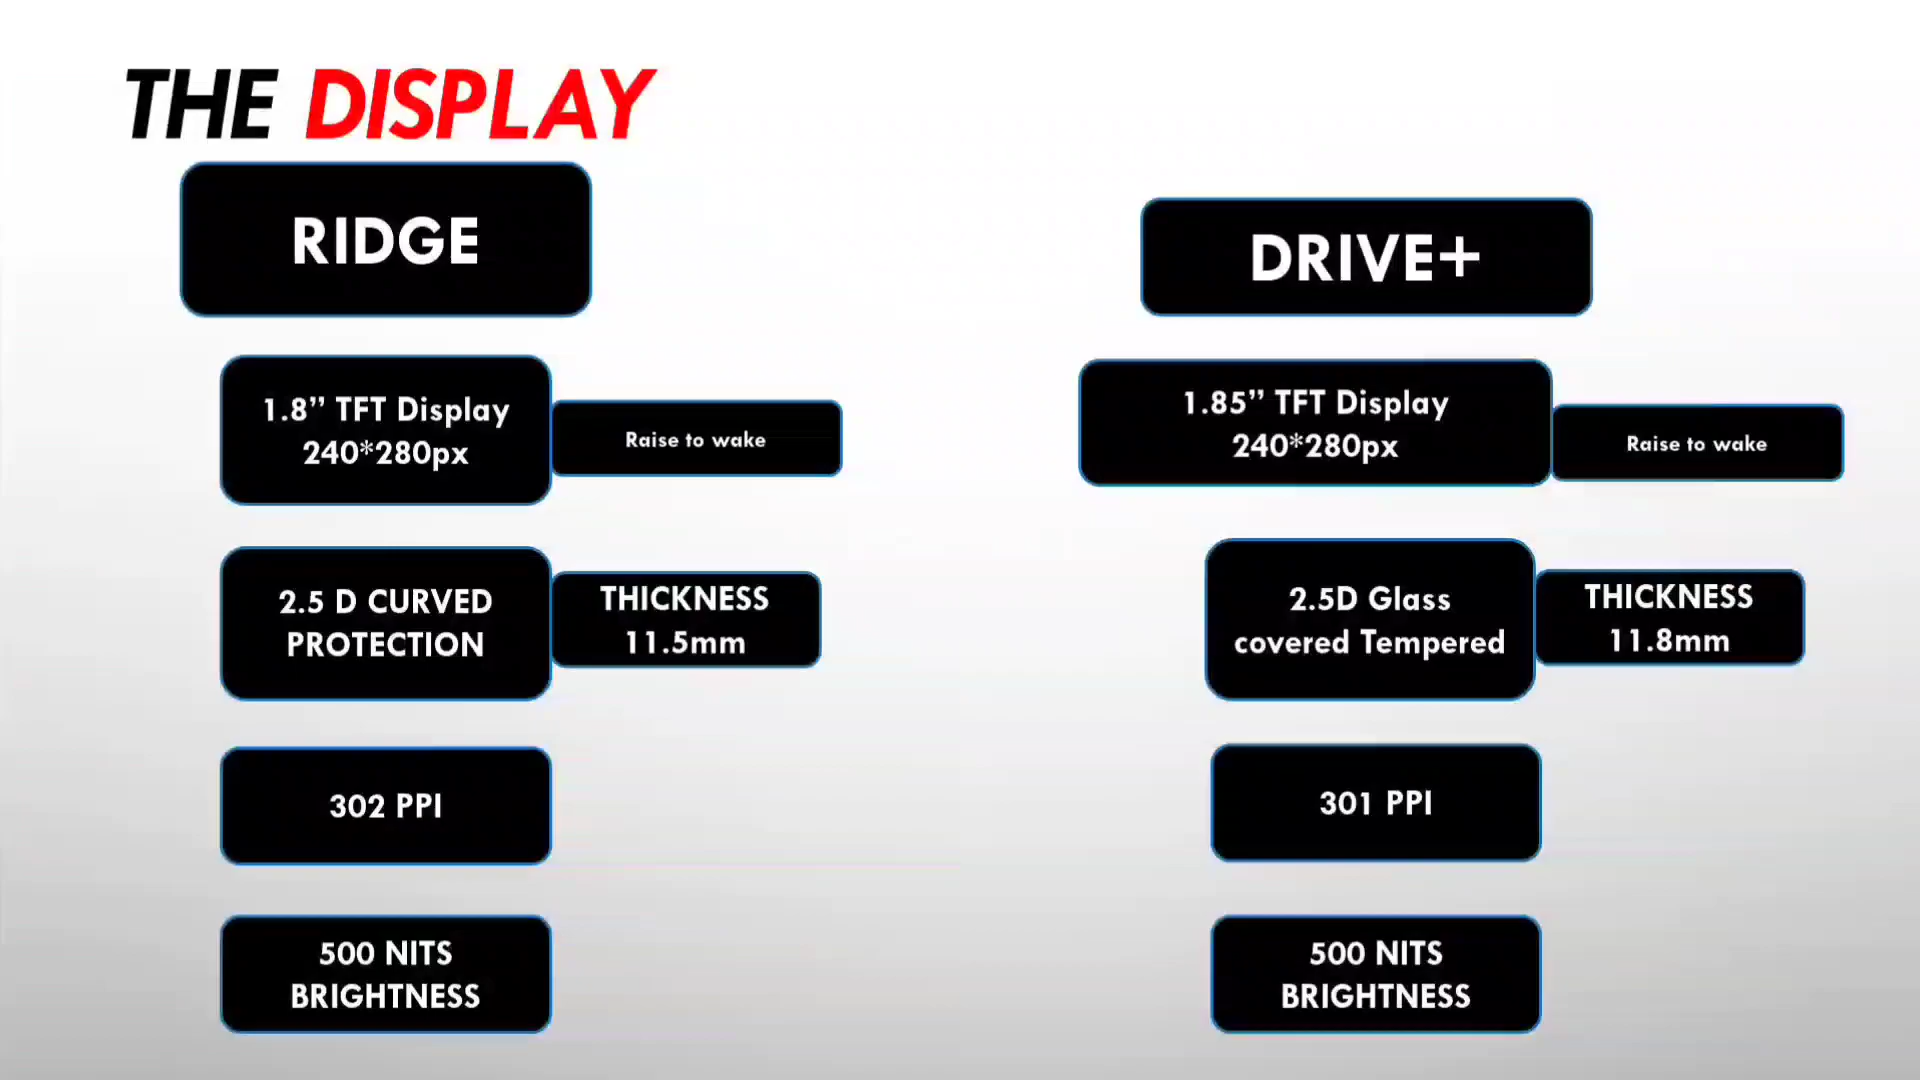 THE DISPLAY
RIDGE
1.8” TFT Display
240*280px
Raise to wake
2.5 D CURVED
PROTECTION
THICKNESS
11.5mm
302 PPI
500 NITS
BRIGHTNESS
DRIVE+
1.85” TFT Display
240*280px
Raise to wake
2.5D Glass
covered Tempered
THICKNESS
11.8mm
301 PPI
500 NITS
BRIGHTNESS